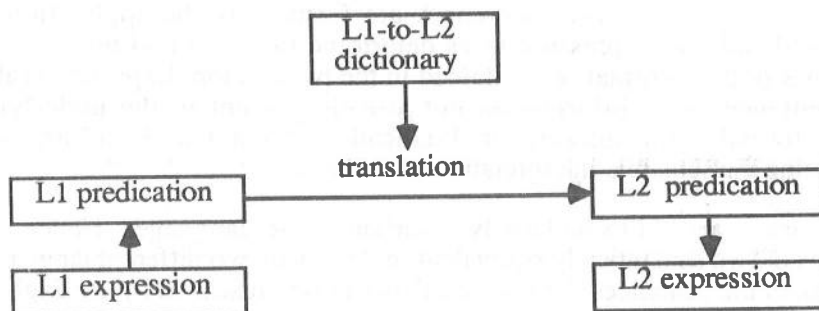 L1-to-L2
dictionary
translation
L1 predication
L2 predication
L1 expression
L2 expression